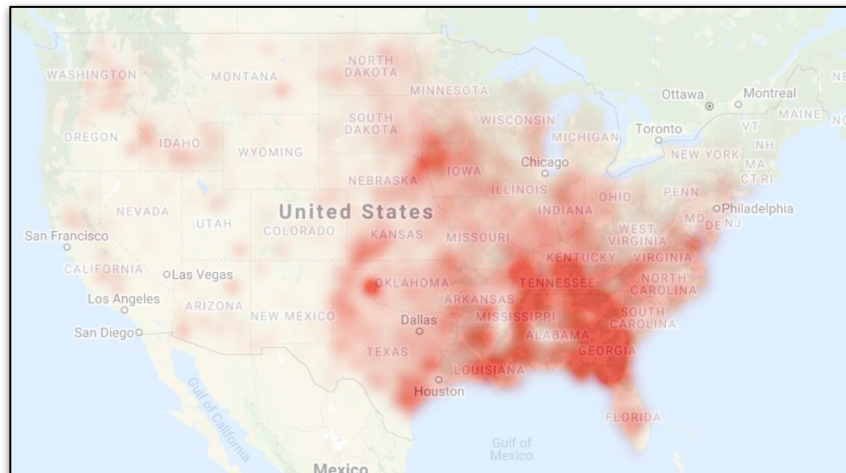 NORTH
DAKOTA
WASHINGTON
MONTANA
MINNESOTA
Ottawa
Montreal
MAINE
SOUTH
DAKOTA
WISCONSIN
OREGON
IDAHO
MICHIGAN
Toronto
VT
NH
WYOMING
NEW YORK
MA
CT RI
Chicago
IOWA
NEBRASKA
ILLINOIS
OHIO
PENN
NEVADA
United States
INDIANA
MD
DE
NJ
Philadelphia
UTAH
COLORADO
KANSAS
MISSOURI
WEST
VIRGINIA
San Francisco
KENTUCKY
VIRGINIA
CALIFORNIA
Las Vegas
OKLAHOMA
TENNESSEE
NORTH
CAROLINA
Los Angeles
ARIZONA
NEW MEXICO
ARKANSAS
MISSISSIPPI
SOUTH
CAROLINA
San Diego
Dallas
ALABAMA
TEXAS
GEORGIA
LOUISIANA
Houston
Gulf of
California
FLORIDA
Gulf of
Mexico
Mexico